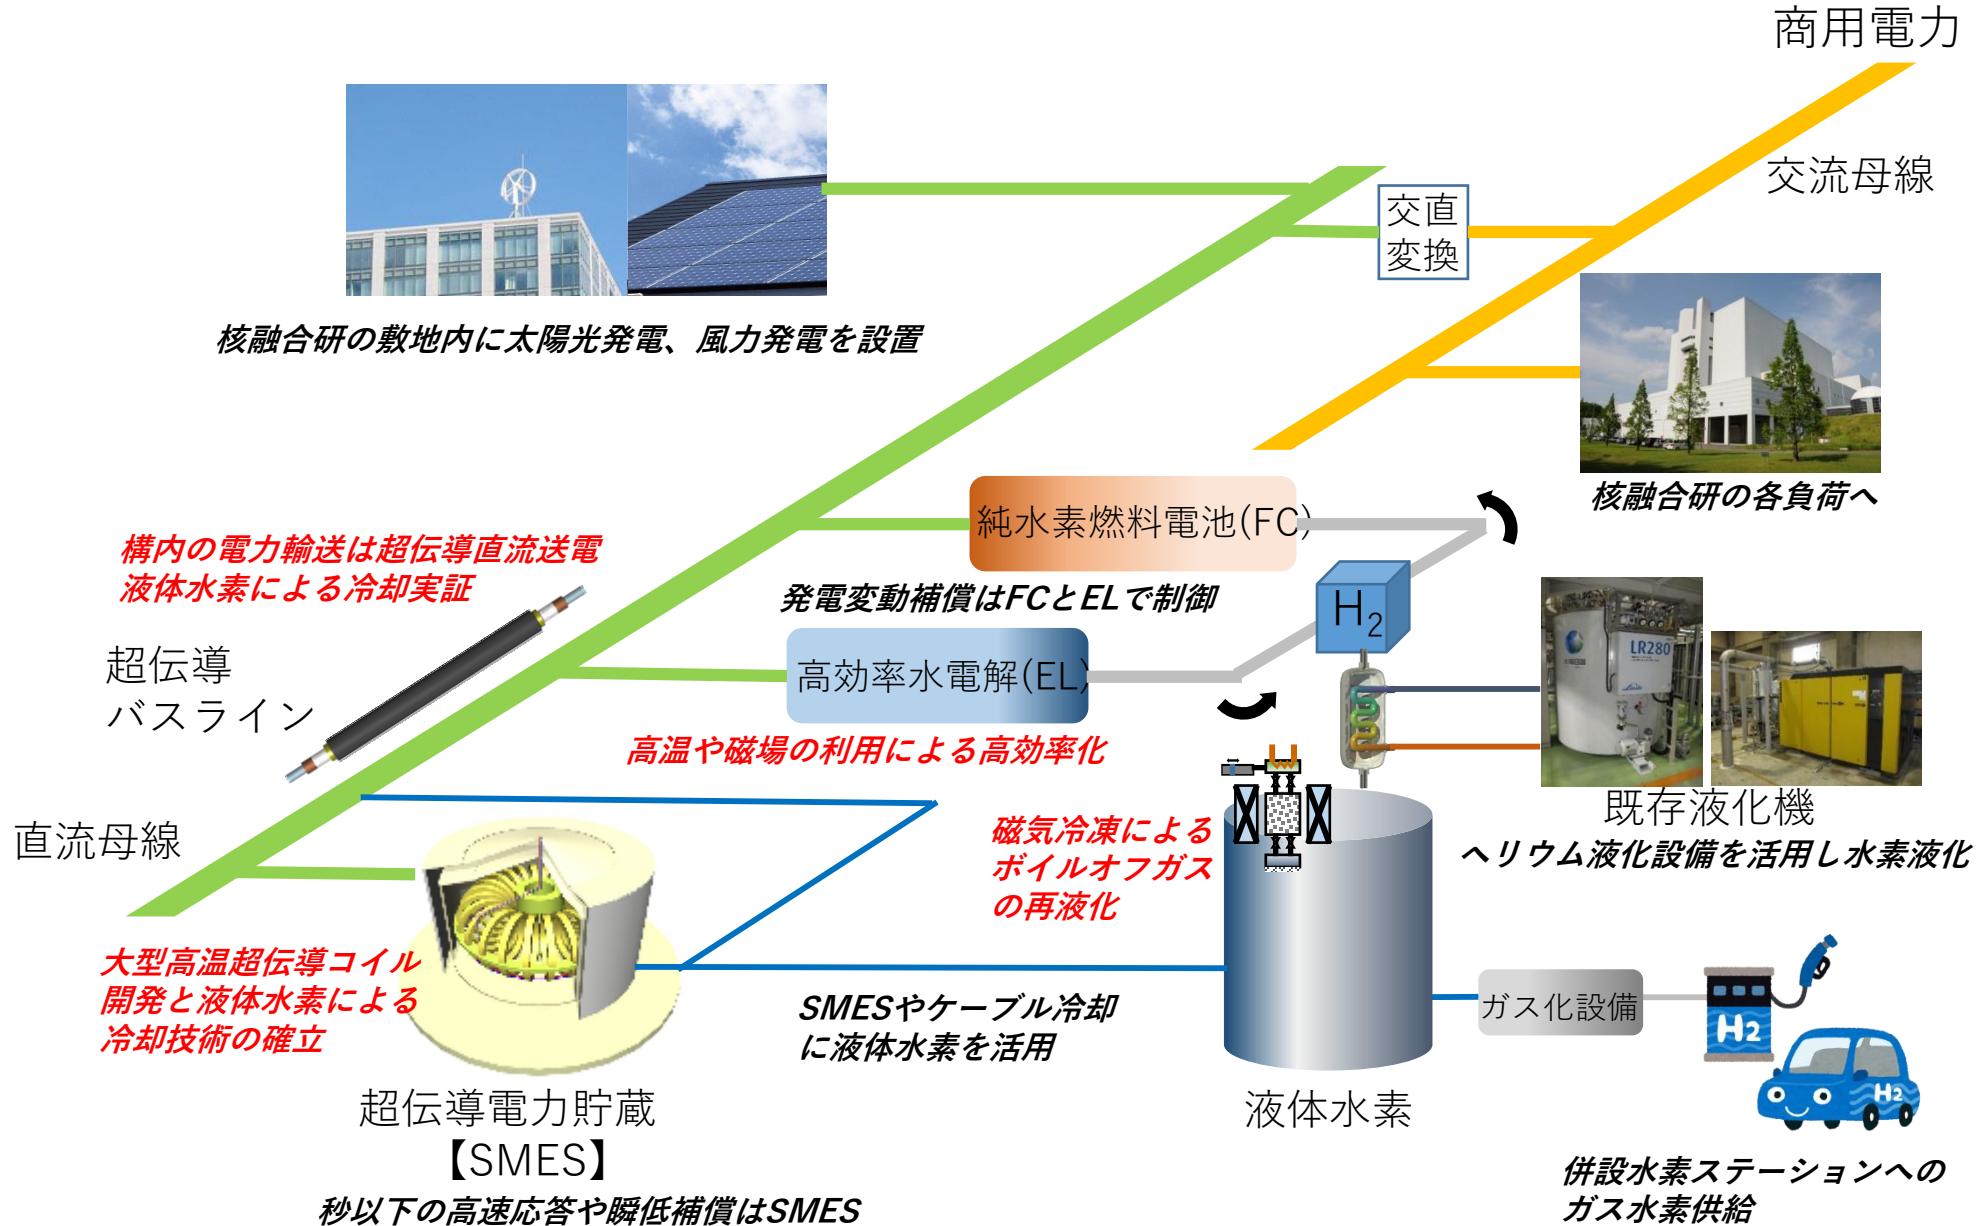 商用電力
交流母線
交直
変換
核融合研の敷地内に太陽光発電、風力発電を設置
核融合研の各負荷へ
純水素燃料電池(FC)
構内の電力輸送は超伝導直流送電
液体水素による冷却実証
発電変動補償はFCとELで制御
H2
超伝導
バスライン
高効率水電解(EL)
LR280
高温や磁場の利用による高効率化
既存液化機
ヘリウム液化設備を活用し水素液化
直流母線
磁気冷凍による
ボイルオフガス
の再液化
大型高温超伝導コイル
開発と液体水素による
冷却技術の確立
SMESやケーブル冷却
に液体水素を活用
ガス化設備
H2
H2
超伝導電力貯蔵
【SMES】
液体水素
秒以下の高速応答や瞬低補償はSMES
併設水素ステーションへの
ガス水素供給